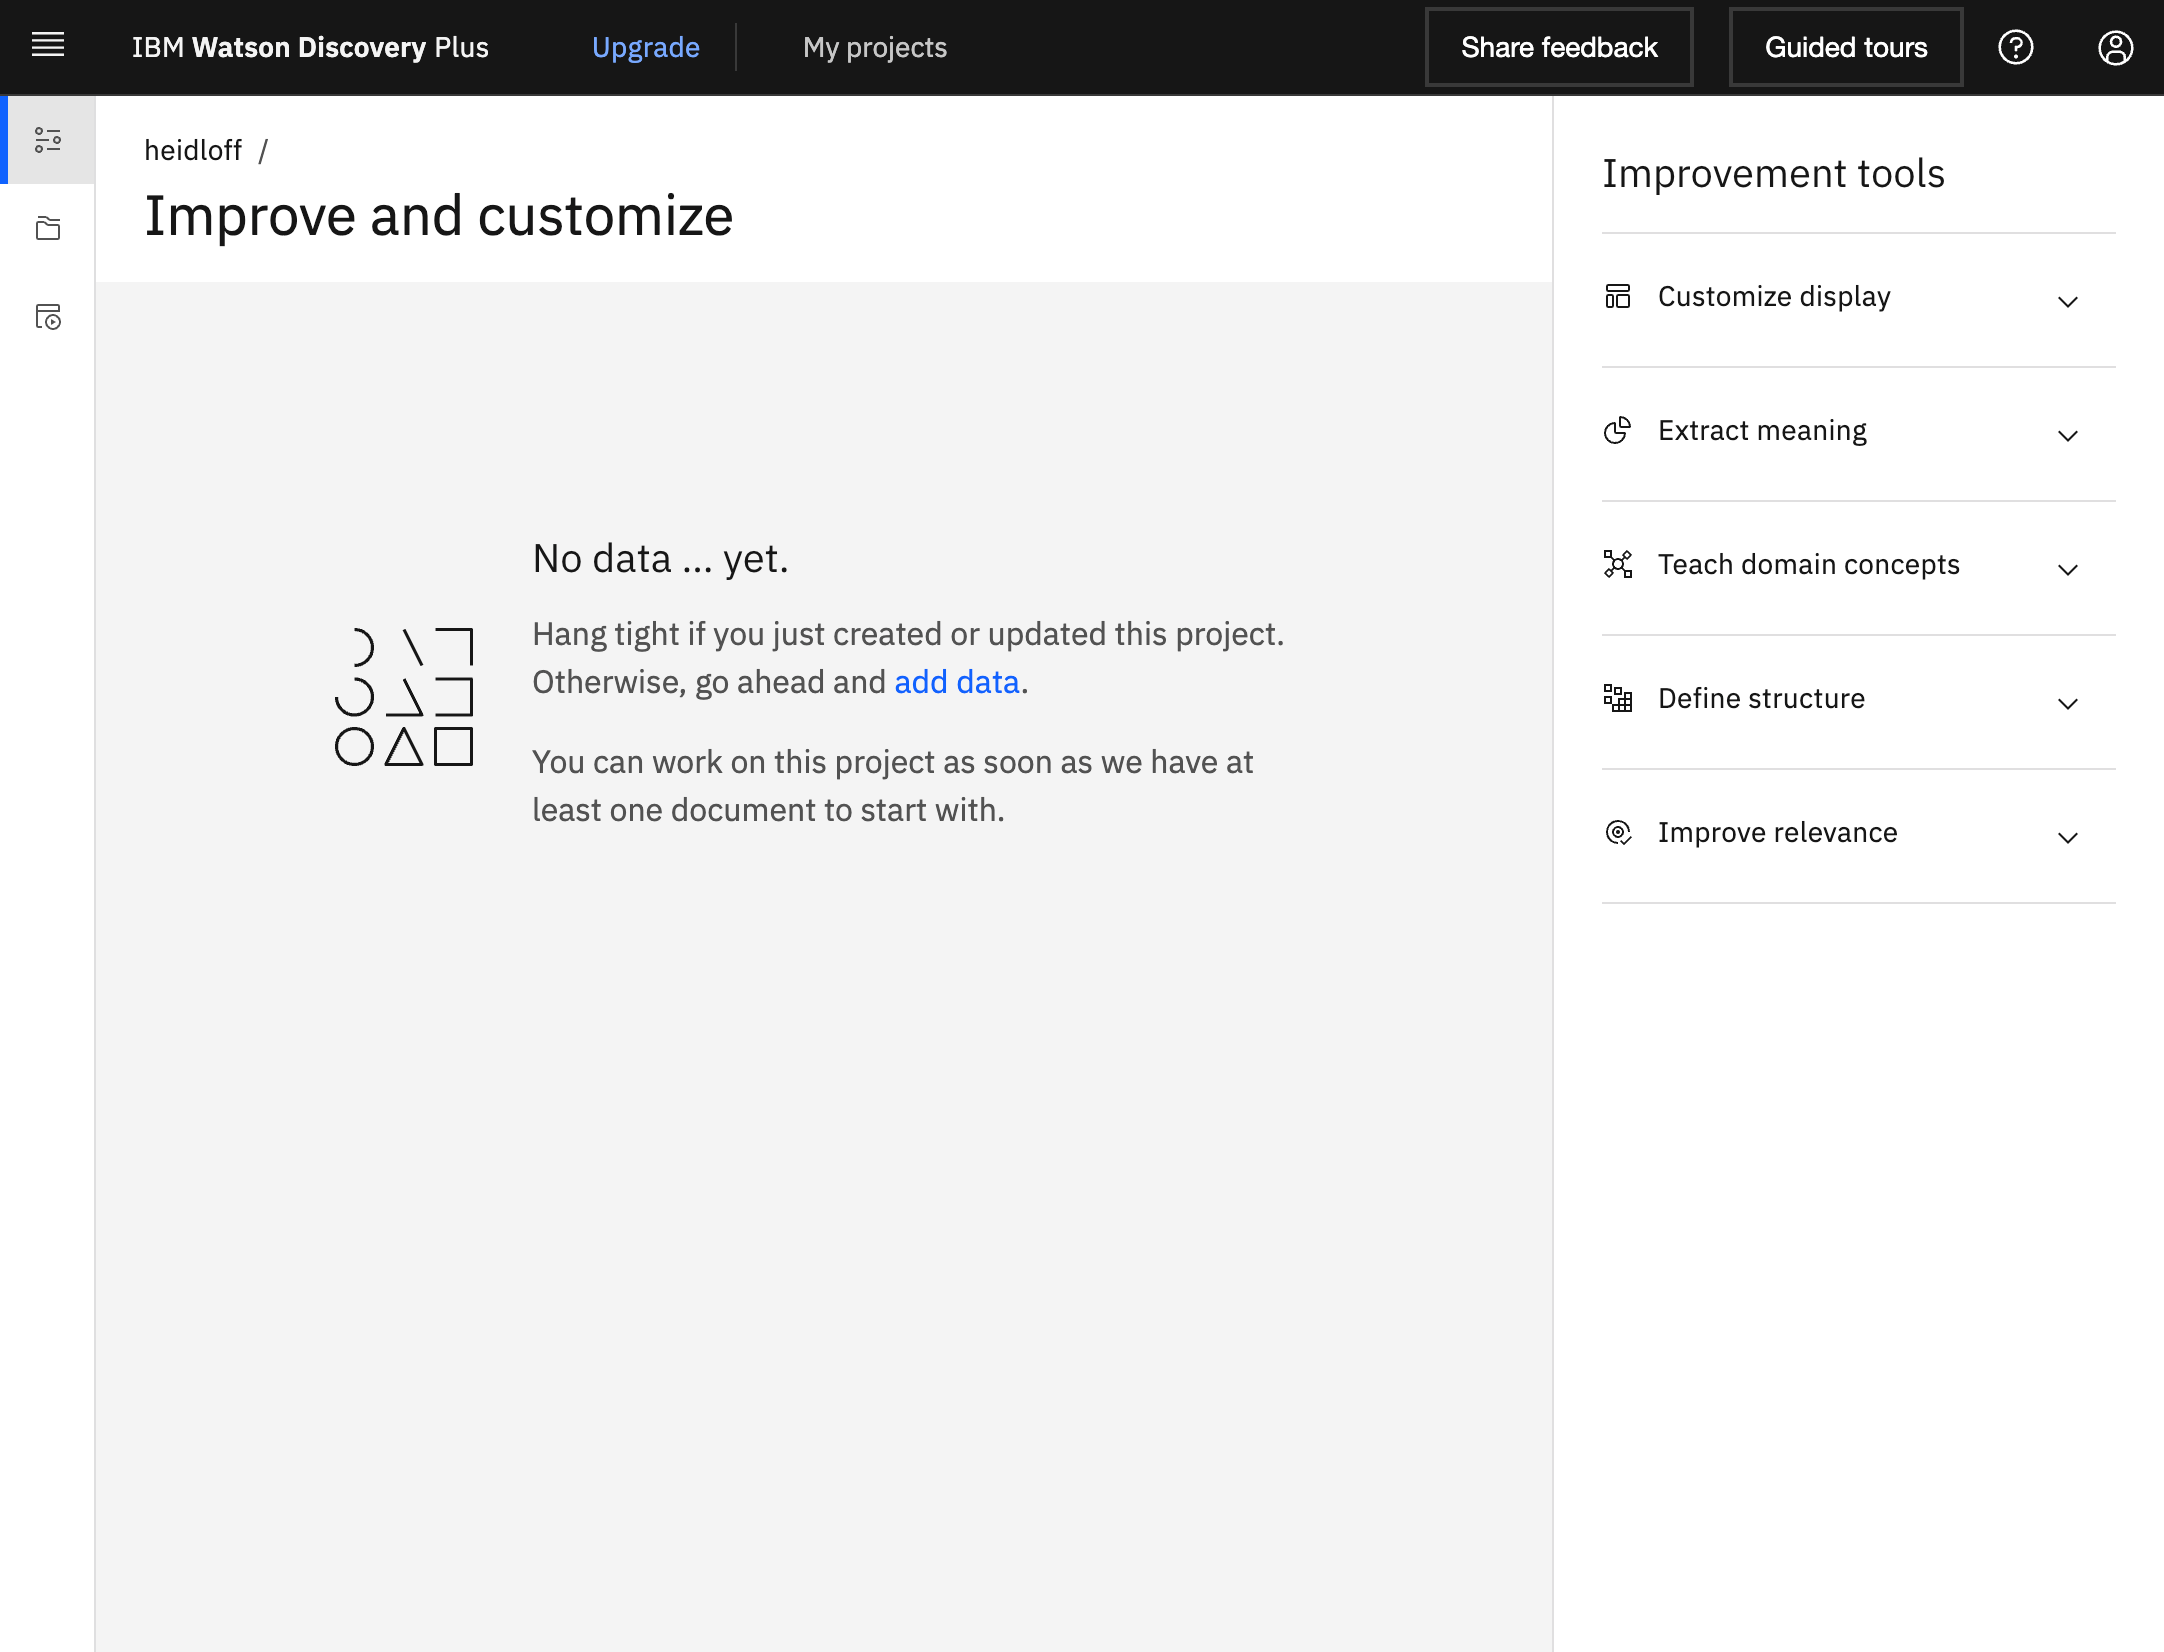 IBM Watson Discovery Plus
Upgrade
My projects
Share feedback
Guided tours
heidloff /
Improve and customize
No data ... yet.
Hang tight if you just created or updated this project.
Otherwise, go ahead and add data.
You can work on this project as soon as we have at
least one document to start with.
Improvement tools
Customize display
Extract meaning
Teach domain concepts
Define structure
Improve relevance